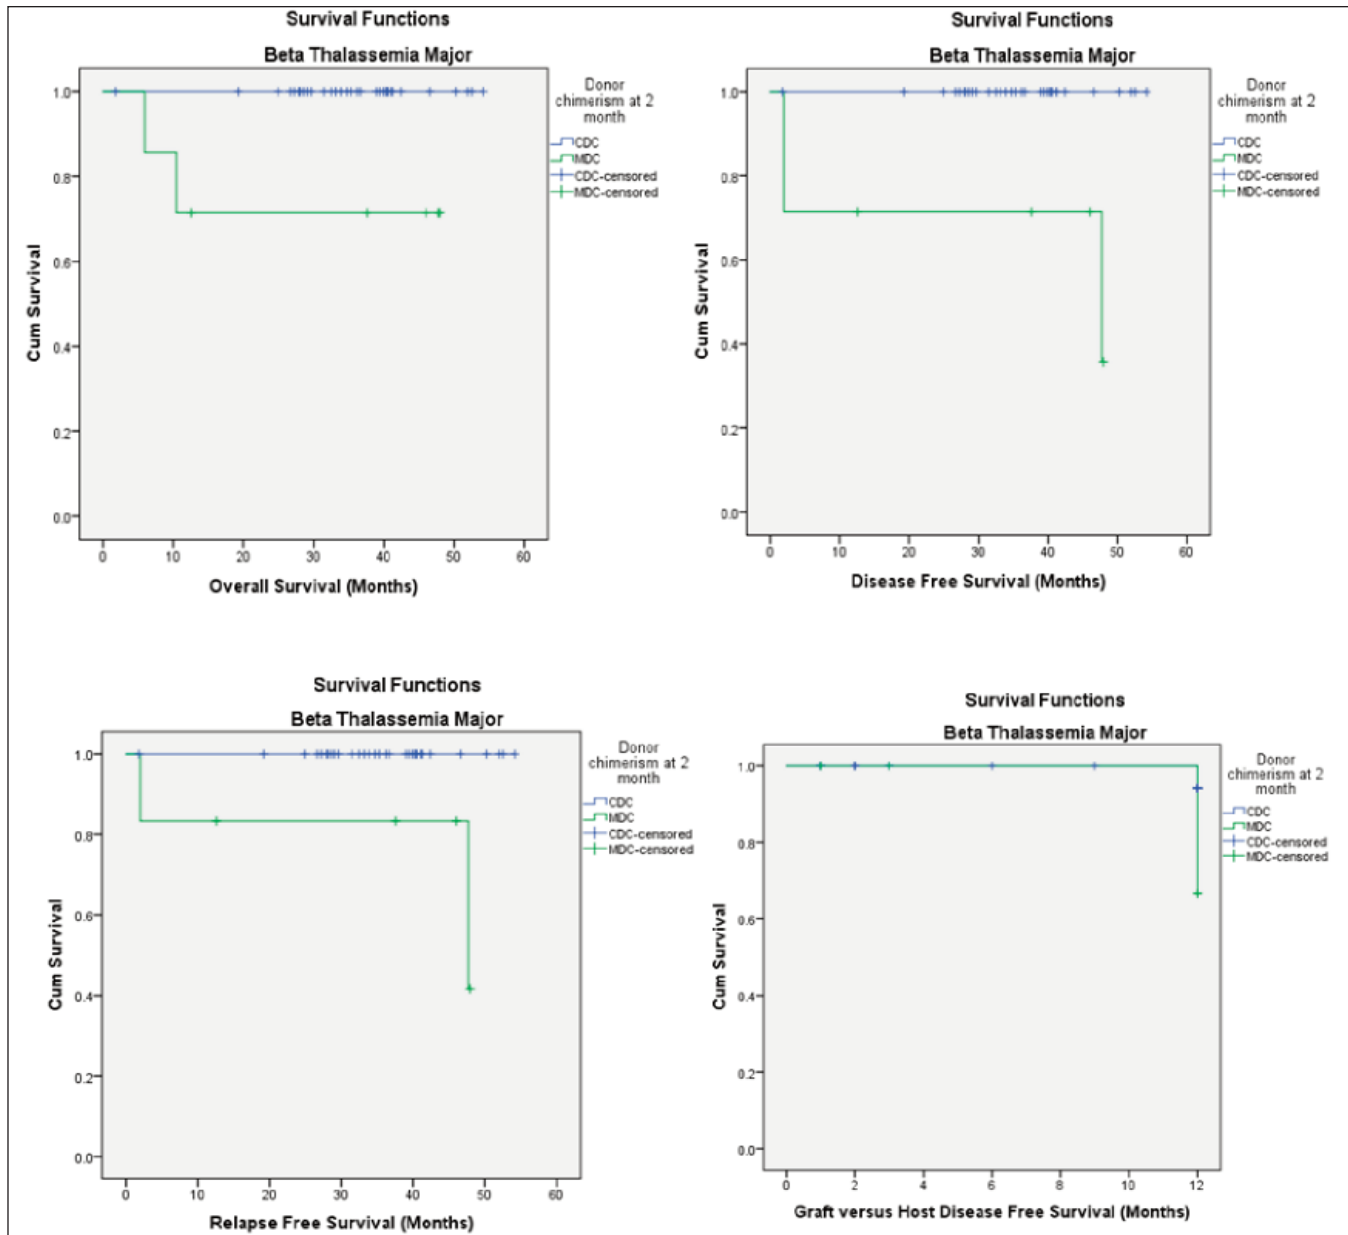 Survival Functions
Beta Thalassemia Major
Cum Survival
1.0
0.8
0.6
0.4
0.2
0.0
0 10 20 30 40 50 60
Overall Survival (Months)
Donor
chimerism at 2
month
CDC
MDC
CDC-censored
MDC-censored
Survival Functions
Beta Thalassemia Major
Cum Survival
1.0
0.8
0.6
0.4
0.2
0.0
0 10 20 30 40 50 60
Disease Free Survival (Months)
Donor
chimerism at 2
month
CDC
MDC
CDC-censored
MDC-censored
Survival Functions
Beta Thalassemia Major
Cum Survival
1.0
0.8
0.6
0.4
0.2
0.0
0 10 20 30 40 50 60
Relapse Free Survival (Months)
Donor
chimerism at 2
month
CDC
MDC
CDC-censored
MDC-censored
Survival Functions
Beta Thalassemia Major
Cum Survival
1.0
0.8
0.6
0.4
0.2
0.0
0 2 4 6 8 10 12
Graft versus Host Disease Free Survival (Months)
Donor
chimerism at 2
month
CDC
MDC
CDC-censored
MDC-censored